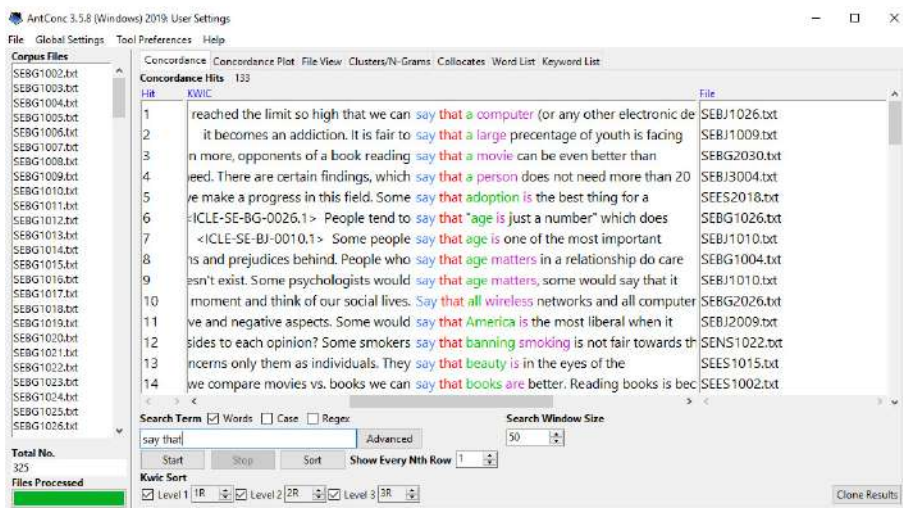 AntConc 3.5.8 (Windows) 2019: User Settings
File Global Settings Tool Preferences Help
Corpus Files
SEBG1002.txt
SEBG1003.txt
SEBG1004.txt
SEBG1005.txt
SEBG1006.txt
SEBG1007.txt
SEBG1008.txt
SEBG1009.txt
SEBG1010.txt
SEBG1011.txt
SEBG1012.txt
SEBG1013.txt
SEBG1014.txt
SEBG1015.txt
SEBG1016.txt
SEBG1017.txt
SEBG1018.txt
SEBG1019.txt
SEBG1020.txt
SEBG1021.txt
SEBG1022.txt
SEBG1023.txt
SEBG1024.txt
SEBG1025.txt
SEBG1026.txt
Total No.
325
Files Processed
Concordance Concordance Plot File View Clusters/N-Grams Collocates Word List Keyword List
Concordance Hits 133
Hit KWIC File
1 reached the limit so high that we can say that a computer (or any other electronic de SEBJ1026.txt
2 it becomes an addiction. It is fair to say that a large precentage of youth is facing SEBJ1009.txt
3 n more, opponents of a book reading say that a movie can be even better than SEBG2030.txt
4 eed. There are certain findings, which say that a person does not need more than 20 SEBJ3004.txt
5 ve make a progress in this field. Some say that adoption is the best thing for a SEES2018.txt
6 <ICLE-SE-BG-0026.1> People tend to say that "age is just a number" which does SEBG1026.txt
7 <ICLE-SE-BJ-0010.1> Some people say that age is one of the most important SEBJ1010.txt
8 ns and prejudices behind. People who say that age matters in a relationship do care SEBG1004.txt
9 esn't exist. Some psychologists would say that age matters, some would say that it SEBJ1010.txt
10 moment and think of our social lives. Say that all wireless networks and all computer SEBG2026.txt
11 ve and negative aspects. Some would say that America is the most liberal when it SEBJ2009.txt
12 sides to each opinion? Some smokers say that banning smoking is not fair towards th SENS1022.txt
13 ncerns only them as individuals. They say that beauty is in the eyes of the SEES1015.txt
14 we compare movies vs. books we can say that books are better. Reading books is bec SEES1002.txt
Search Term Words Case Regex Search Window Size
say that Advanced 50
Start Stop Sort Show Every Nth Row 1
Kwic Sort
Level 1 1R Level 2 2R Level 3 3R Clone Results